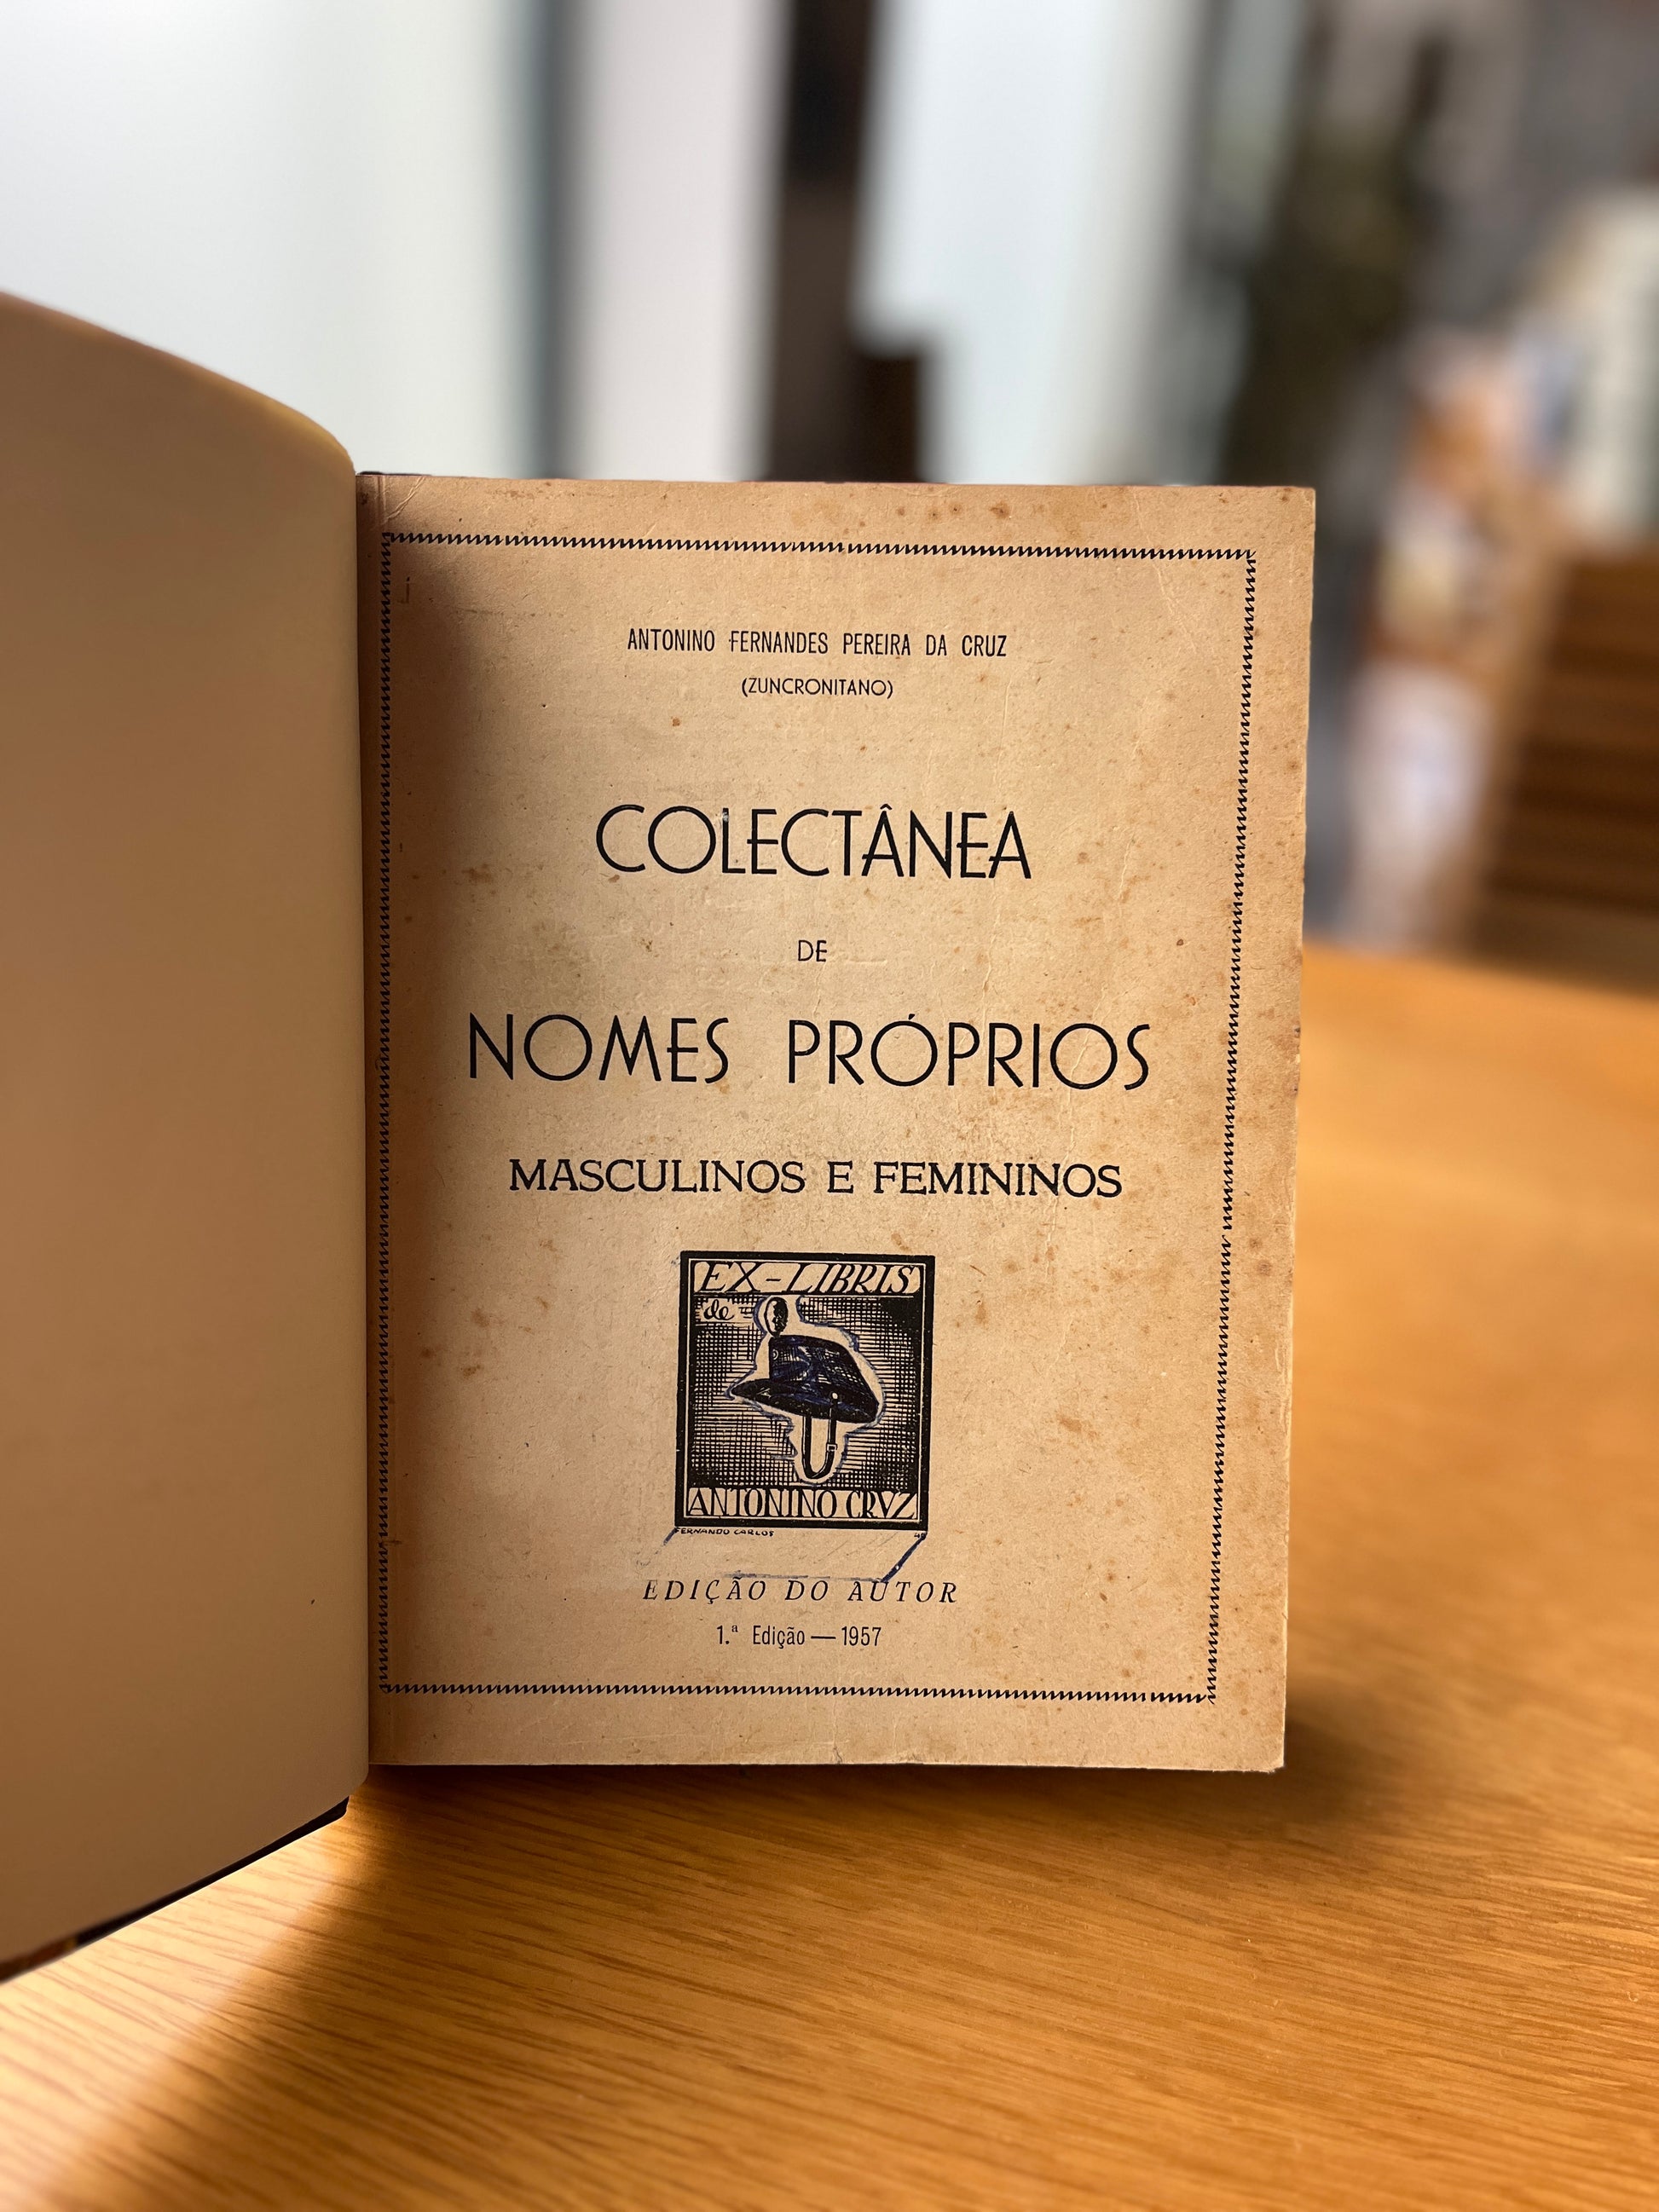 ANTONINO FERNANDES PEREIRA DA CRUZ
(ZUNCRONITANO)
COLECTÂNEA
DE
NOMES PRÓPRIOS
MASCULINOS E FEMININOS
EX-LIBRIS
de
ANTONINO CRVZ
FERNANDO CARLOS
EDIÇÃO DO AUTOR
1.ª Edição — 1957